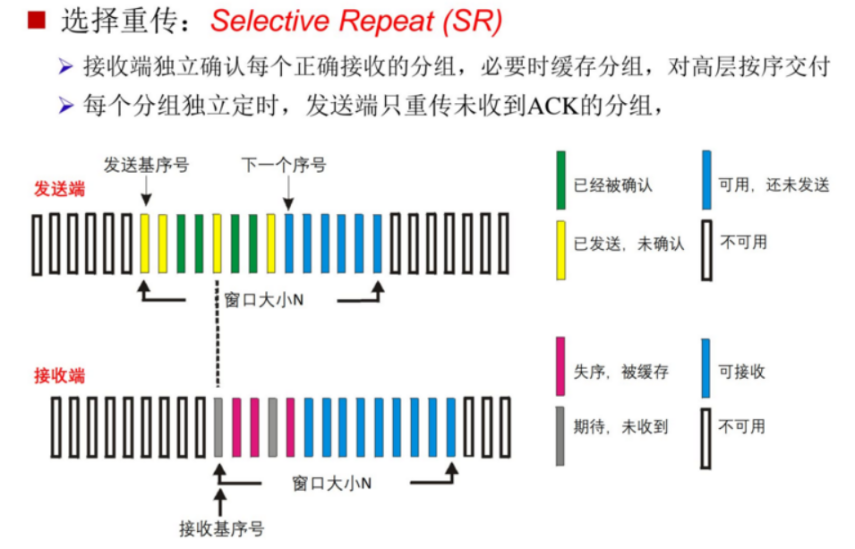 选择重传：Selective Repeat (SR)
接收端独立确认每个正确接收的分组，必要时缓存分组，对高层按序交付
每个分组独立定时，发送端只重传未收到ACK的分组，
发送基序号
下一个序号
发送端
已经被确认
可用，还未发送
已发送，未确认
不可用
窗口大小N
接收端
失序，被缓存
可接收
期待，未收到
不可用
窗口大小N
接收基序号